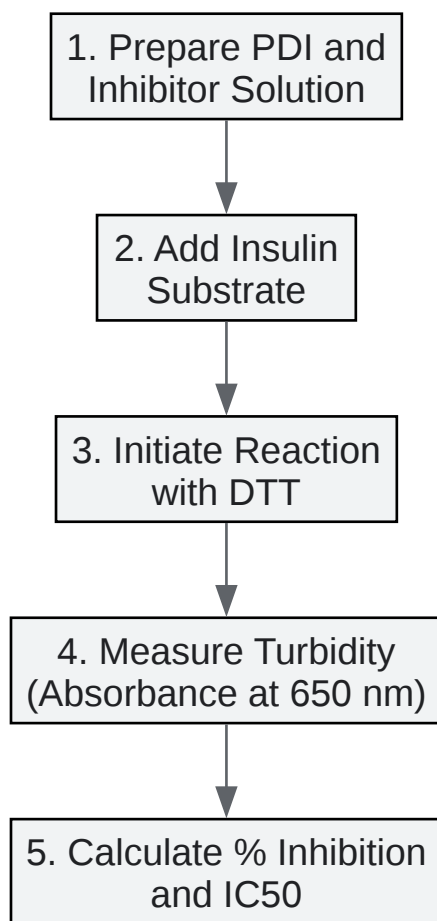 1. Prepare PDI and
Inhibitor Solution
2. Add Insulin
Substrate
3. Initiate Reaction
with DTT
4. Measure Turbidity
(Absorbance at 650 nm)
5. Calculate % Inhibition
and IC50